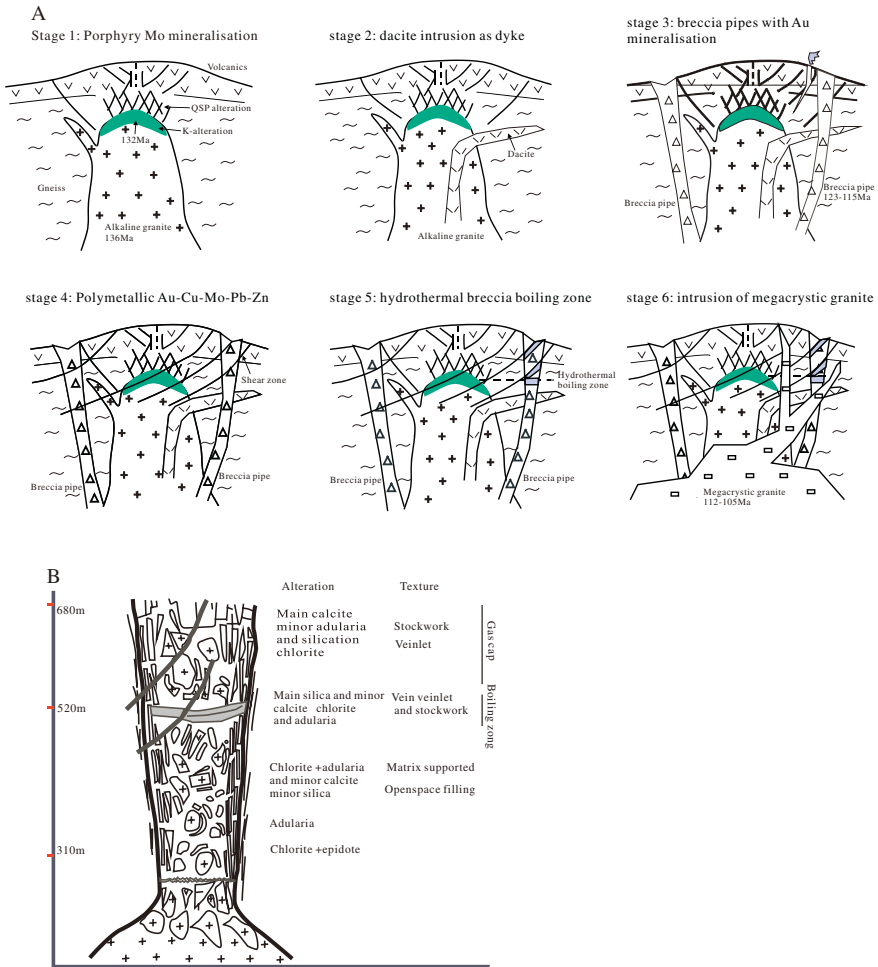 A
Stage 1: Porphyry Mo mineralisation
Volcanics
QSP alteration
K-alteration
132Ma
Gneiss
Alkaline granite
136Ma
stage 2: dacite intrusion as dyke
Dacite
Alkaline granite
stage 3: breccia pipes with Au
mineralisation
Breccia pipe
Breccia pipe
123-115Ma
stage 4: Polymetallic Au-Cu-Mo-Pb-Zn
Shear zone
Breccia pipe
Breccia pipe
stage 5: hydrothermal breccia boiling zone
Hydrothermal
boiling zone
Breccia pipe
Breccia pipe
stage 6: intrusion of megacrystic granite
Megacrystic granite
112-105Ma
B
Alteration
Texture
680m
Main calcite
minor adularia
and silication
chlorite
Stockwork
Veinlet
Gas cap
520m
Main silica and minor
calcite chlorite
and adularia
Vein veinlet
and stockwork
Boiling zong
Chlorite +adularia
and minor calcite
minor silica
Matrix supported
Openspace filling
Adularia
310m
Chlorite +epidote